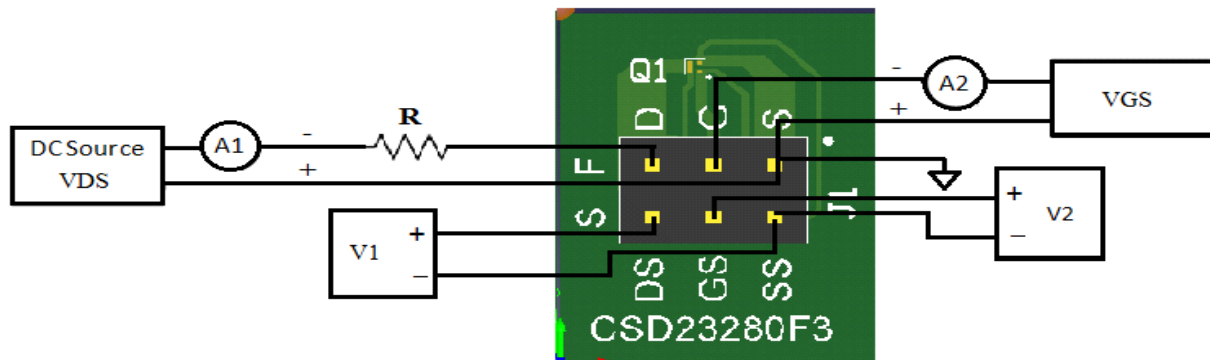 Q1
D
G
S
-
A2
+
VGS
DC Source
VDS
A1
-
+
R
F
S
J1
+
V2
-
V1
+
-
DS
GS
SS
CSD23280F3